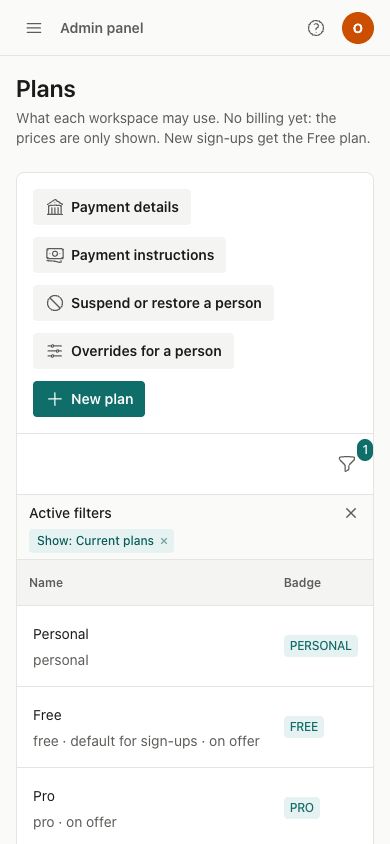 Admin panel
O
Plans
What each workspace may use. No billing yet: the
prices are only shown. New sign-ups get the Free plan.
Payment details
Payment instructions
Suspend or restore a person
Overrides for a person
New plan
1
Active filters
Show: Current plans ×
Name Badge
Personal
personal
PERSONAL
Free
free · default for sign-ups · on offer
FREE
Pro
pro · on offer
PRO